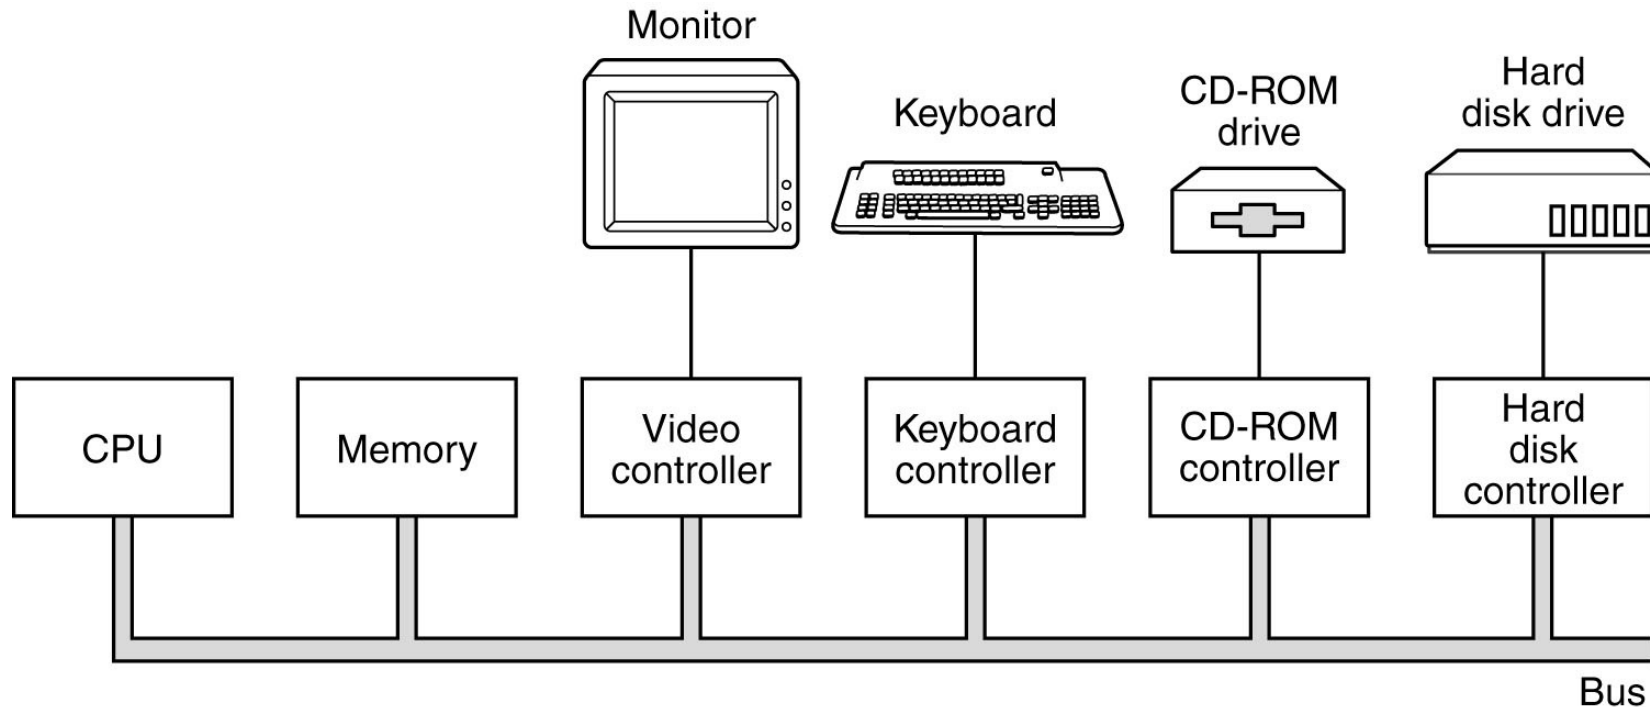 Monitor
Keyboard
CD-ROM
drive
Hard
disk drive
CPU
Memory
Video
controller
Keyboard
controller
CD-ROM
controller
Hard
disk
controller
Bus